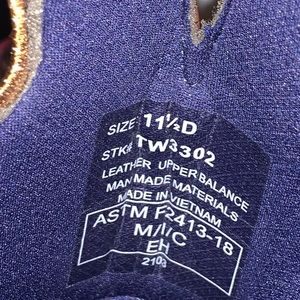 SIZE: 11½D
STK# TW3302
LEATHER UPPER BALANCE
MAN MADE MATERIALS
MADE IN VIETNAM
ASTM F2413-18
M/I/C
EH